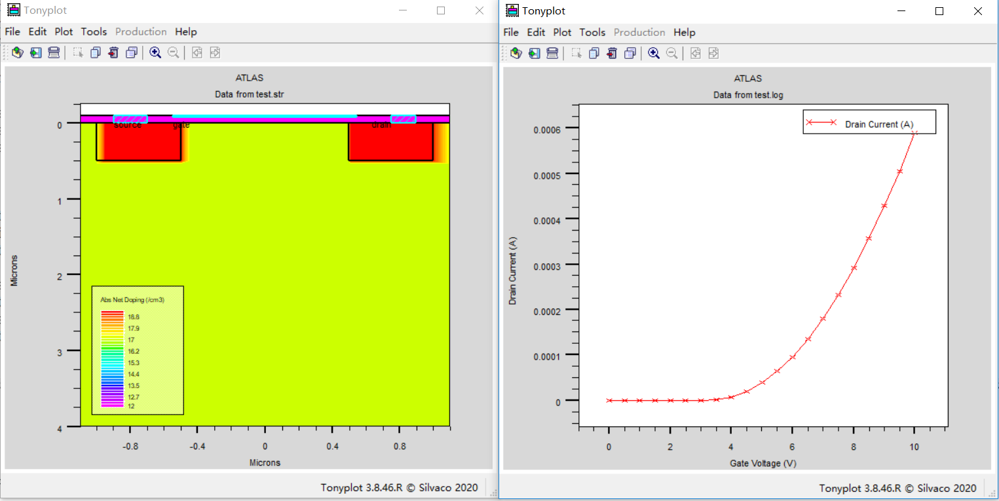 Tonyplot
File Edit Plot Tools Production Help
ATLAS
Data from test.str
0
1
2
3
4
Microns
source
gate
drain
Abs Net Doping (/cm3)
18.8
17.9
17
16.2
15.3
14.4
13.5
12.7
12
-0.8 -0.4 0 0.4 0.8
Microns
Tonyplot 3.8.46.R © Silvaco 2020
Tonyplot
File Edit Plot Tools Production Help
ATLAS
Data from test.log
Drain Current (A)
0.0006
0.0005
0.0004
0.0003
0.0002
0.0001
0
Drain Current (A)
0 2 4 6 8 10
Gate Voltage (V)
Tonyplot 3.8.46.R © Silvaco 2020